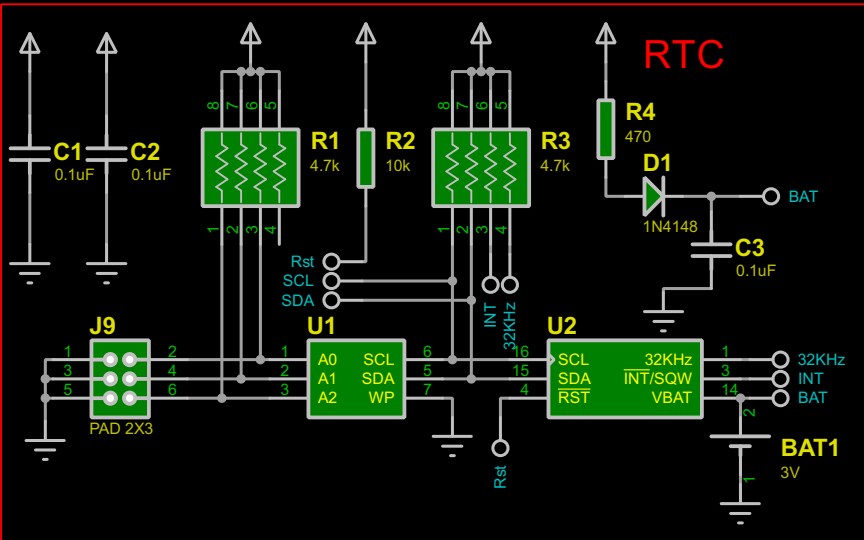 RTC
8 7 6 5
8 7 6 5
C1
0.1uF
C2
0.1uF
R1
4.7k
R2
10k
R3
4.7k
R4
470
D1
1N4148
BAT
C3
0.1uF
1 2 3 4
1 2 3 4
Rst
SCL
SDA
INT
32KHz
J9
1 2
3 4
5 6
PAD 2X3
U1
1 A0 SCL 6
2 A1 SDA 5
3 A2 WP 7
U2
16 SCL 32KHz 1 32KHz
15 SDA INT/SQW 3 INT
4 RST VBAT 14 BAT
Rst
2
BAT1
3V
1